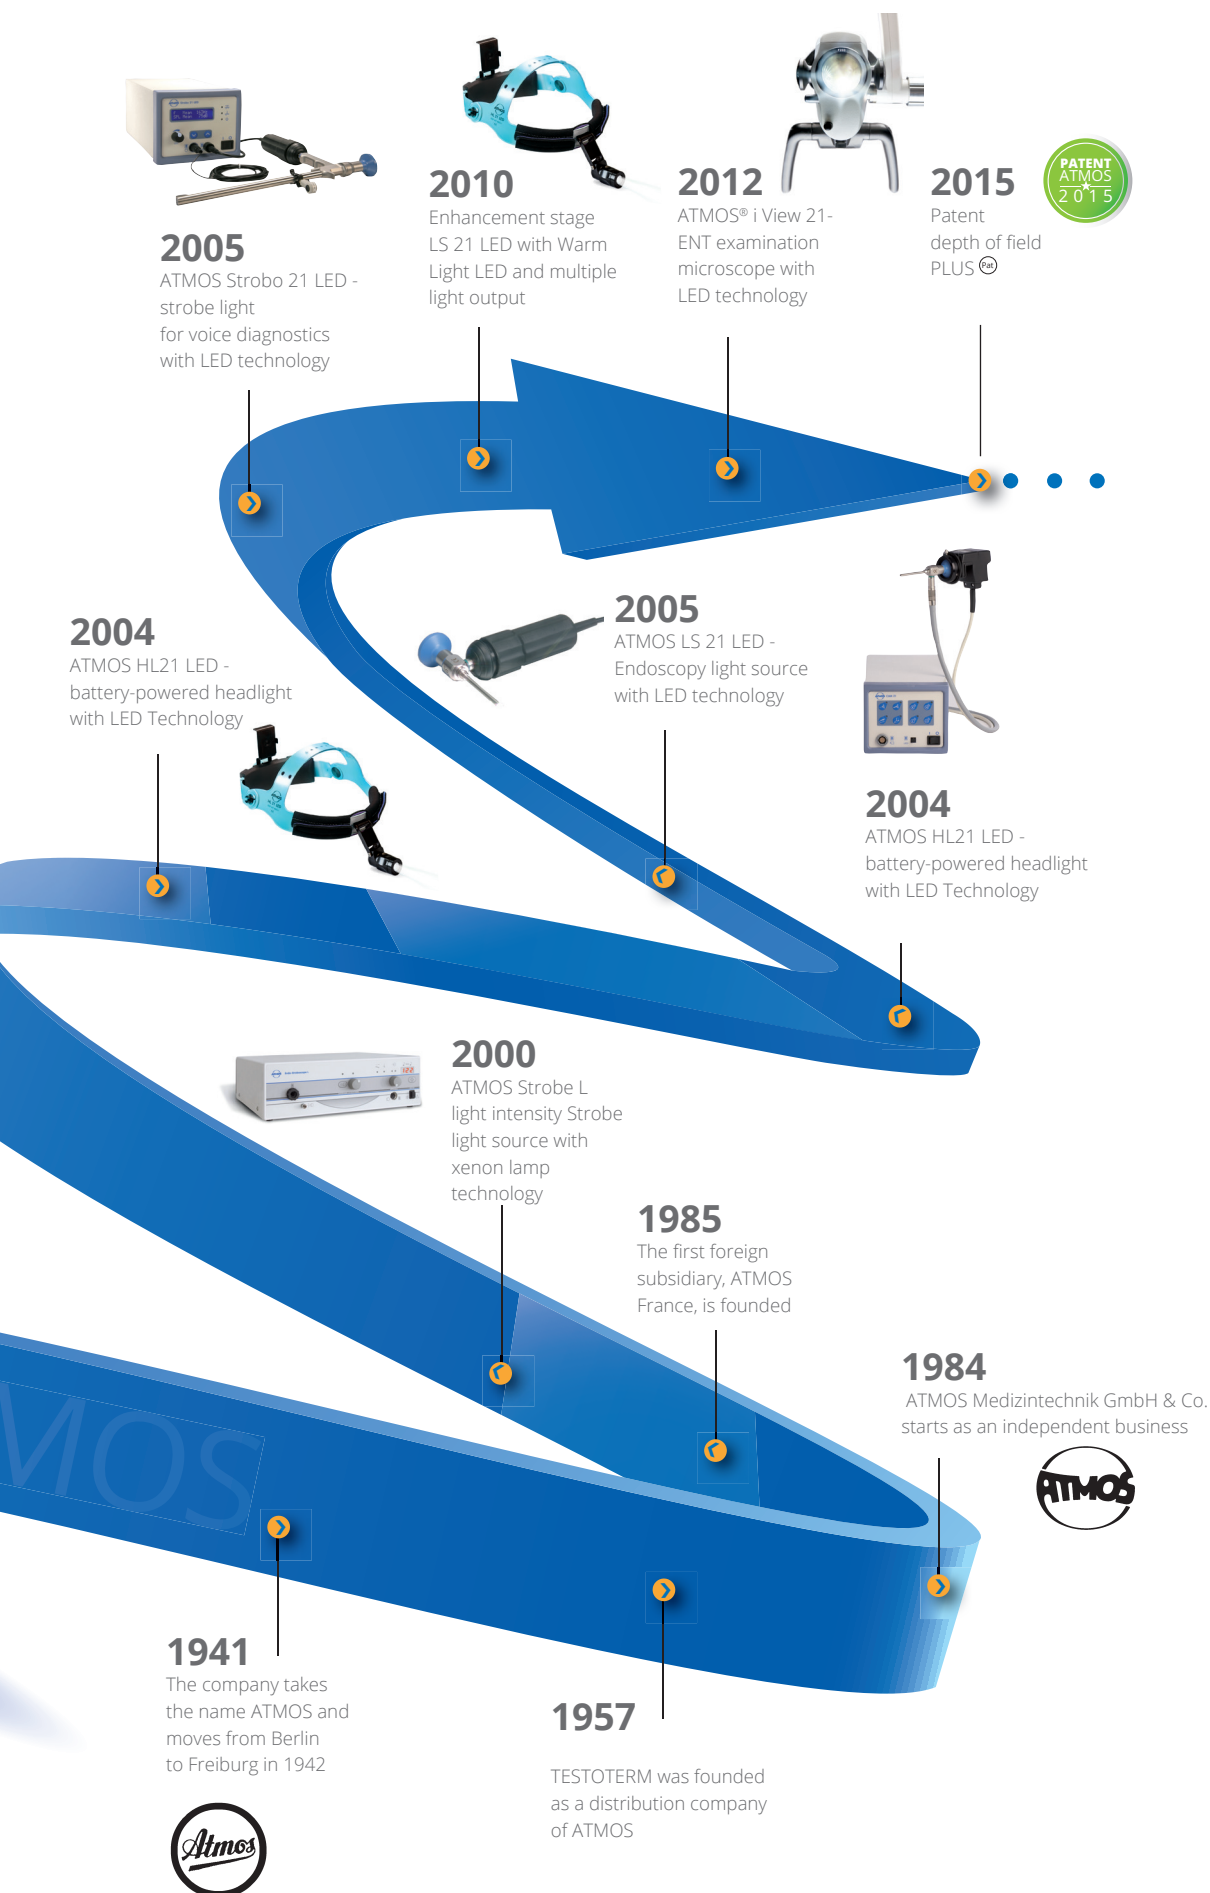 2005
ATMOS Strobo 21 LED -
strobe light
for voice diagnostics
with LED technology
2010
Enhancement stage
LS 21 LED with Warm
Light LED and multiple
light output
2012
ATMOS® i View 21-
ENT examination
microscope with
LED technology
2015
Patent
depth of field
PLUS Pat
PATENT
ATMOS
2015
2004
ATMOS HL21 LED -
battery-powered headlight
with LED Technology
2005
ATMOS LS 21 LED -
Endoscopy light source
with LED technology
2004
ATMOS HL21 LED -
battery-powered headlight
with LED Technology
2000
ATMOS Strobe L
light intensity Strobe
light source with
xenon lamp
technology
1985
The first foreign
subsidiary, ATMOS
France, is founded
1984
ATMOS Medizintechnik GmbH & Co.
starts as an independent business
ATMOS
MOS
1941
The company takes
the name ATMOS and
moves from Berlin
to Freiburg in 1942
Atmos
1957
TESTOTERM was founded
as a distribution company
of ATMOS